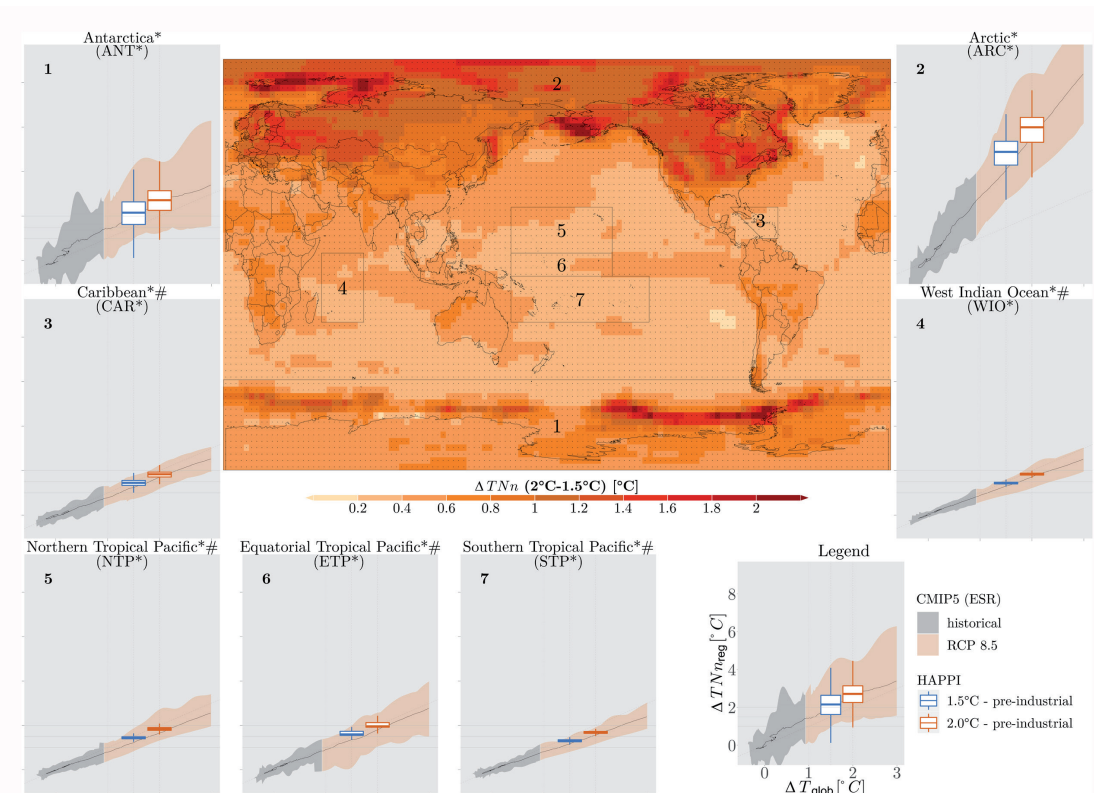 Antarctica*
(ANT*)
1
Arctic*
(ARC*)
2
2
3
5
6
4
7
1
Caribbean*#
(CAR*)
3
West Indian Ocean*#
(WIO*)
4
ΔTNn (2°C-1.5°C) [°C]
0.2 0.4 0.6 0.8 1 1.2 1.4 1.6 1.8 2
Northern Tropical Pacific*#
(NTP*)
5
Equatorial Tropical Pacific*#
(ETP*)
6
Southern Tropical Pacific*#
(STP*)
7
Legend
ΔTNn_reg [°C]
8
6
4
2
0
0 1 2 3
ΔT_glob [°C]
CMIP5 (ESR)
historical
RCP 8.5
HAPPI
1.5°C - pre-industrial
2.0°C - pre-industrial